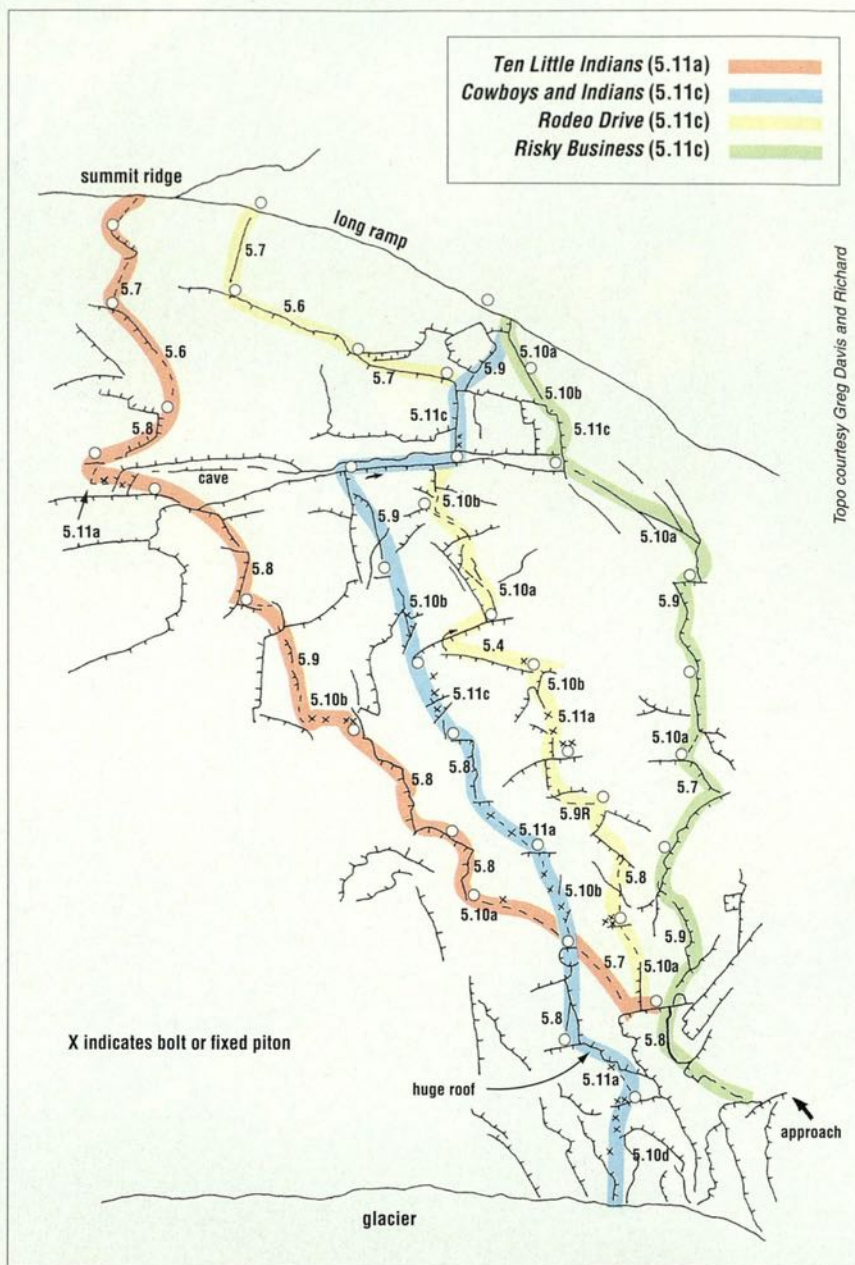 Ten Little Indians (5.11a)
Cowboys and Indians (5.11c)
Rodeo Drive (5.11c)
Risky Business (5.11c)
summit ridge
long ramp
5.7
5.7
5.10a
5.9
5.6
5.6
5.10b
5.7
5.11c
5.11c
5.8
cave
5.10b
5.11a
5.9
5.10a
5.8
5.10a
5.9
5.10b
5.4
5.9
5.10b
5.11c
5.10b
5.11a
5.10a
5.8
5.8
5.7
5.9R
5.11a
5.8
5.8
5.10b
5.10a
5.9
5.7
5.10a
5.8
5.8
X indicates bolt or fixed piton
5.11a
huge roof
approach
5.10d
glacier
Topo courtesy Greg Davis and Richard